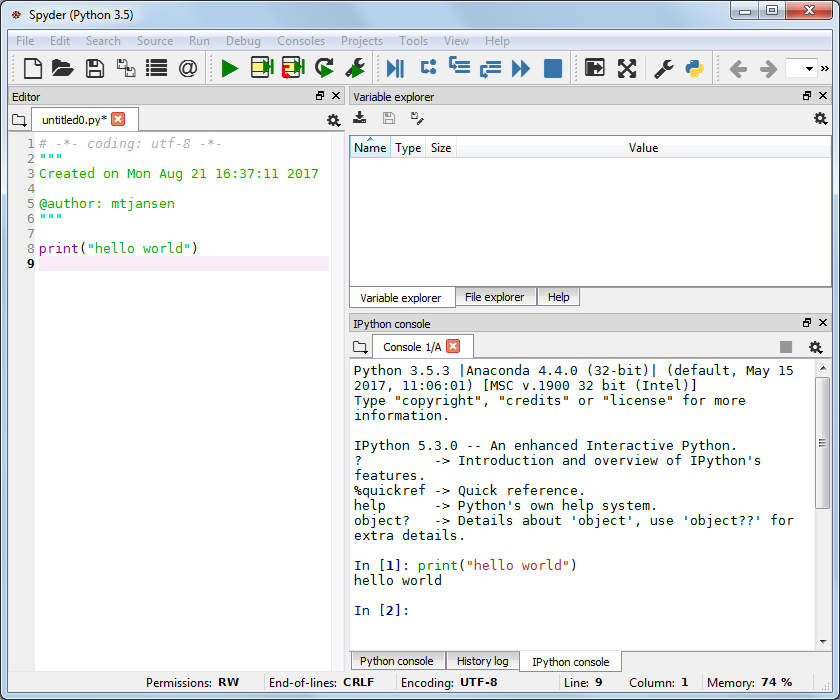 Spyder (Python 3.5)
File Edit Search Source Run Debug Consoles Projects Tools View Help
@ »
Editor
untitled0.py*
1 # -*- coding: utf-8 -*-
2 """
3 Created on Mon Aug 21 16:37:11 2017
4
5 @author: mtjansen
6 """
7
8 print("hello world")
9
Variable explorer
Name Type Size Value
Variable explorer File explorer Help
IPython console
Console 1/A
Python 3.5.3 |Anaconda 4.4.0 (32-bit)| (default, May 15
2017, 11:06:01) [MSC v.1900 32 bit (Intel)]
Type "copyright", "credits" or "license" for more
information.
IPython 5.3.0 -- An enhanced Interactive Python.
? -> Introduction and overview of IPython's
features.
%quickref -> Quick reference.
help -> Python's own help system.
object? -> Details about 'object', use 'object??' for
extra details.
In [1]: print("hello world")
hello world
In [2]:
Python console History log IPython console
Permissions: RW End-of-lines: CRLF Encoding: UTF-8 Line: 9 Column: 1 Memory: 74 %